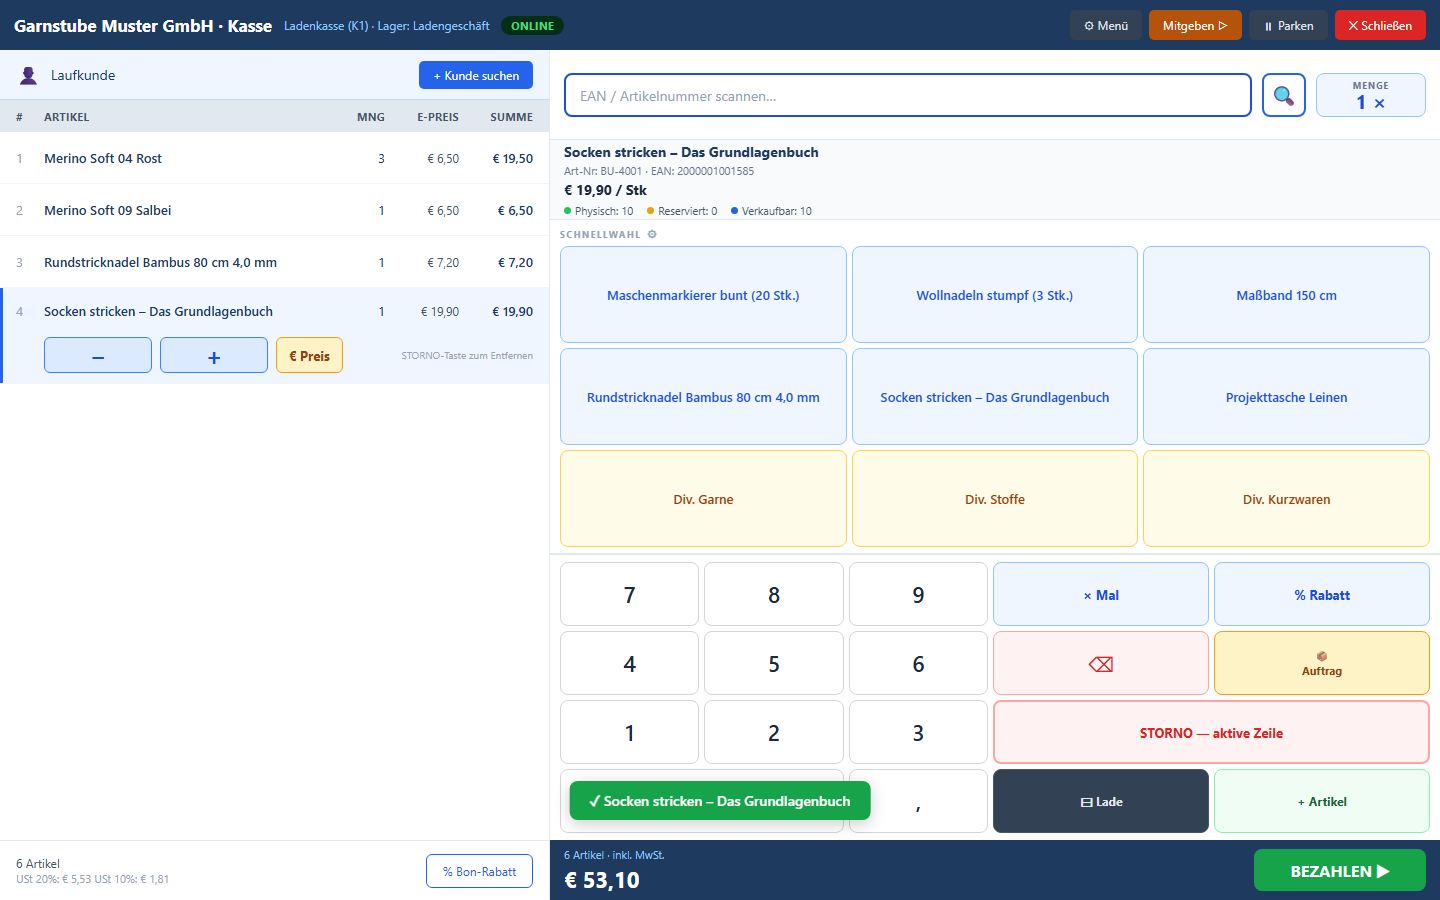 Garnstube Muster GmbH · Kasse
Ladenkasse (K1) · Lager: Ladengeschäft
ONLINE
⚙ Menü
Mitgeben ▷
⏸ Parken
✕ Schließen
Laufkunde
+ Kunde suchen
# ARTIKEL MNG E-PREIS SUMME
1 Merino Soft 04 Rost 3 € 6,50 € 19,50
2 Merino Soft 09 Salbei 1 € 6,50 € 6,50
3 Rundstricknadel Bambus 80 cm 4,0 mm 1 € 7,20 € 7,20
4 Socken stricken – Das Grundlagenbuch 1 € 19,90 € 19,90
− + € Preis STORNO-Taste zum Entfernen
6 Artikel
USt 20%: € 5,53 USt 10%: € 1,81
% Bon-Rabatt
EAN / Artikelnummer scannen...
MENGE
1 ×
Socken stricken – Das Grundlagenbuch
Art-Nr: BU-4001 · EAN: 2000001001585
€ 19,90 / Stk
Physisch: 10 Reserviert: 0 Verkaufbar: 10
SCHNELLWAHL ⚙
Maschenmarkierer bunt (20 Stk.)
Wollnadeln stumpf (3 Stk.)
Maßband 150 cm
Rundstricknadel Bambus 80 cm 4,0 mm
Socken stricken – Das Grundlagenbuch
Projekttasche Leinen
Div. Garne
Div. Stoffe
Div. Kurzwaren
7 8 9 × Mal % Rabatt
4 5 6 ⌫ Auftrag
1 2 3 STORNO — aktive Zeile
✓ Socken stricken – Das Grundlagenbuch , Lade + Artikel
6 Artikel · inkl. MwSt.
€ 53,10
BEZAHLEN ▶